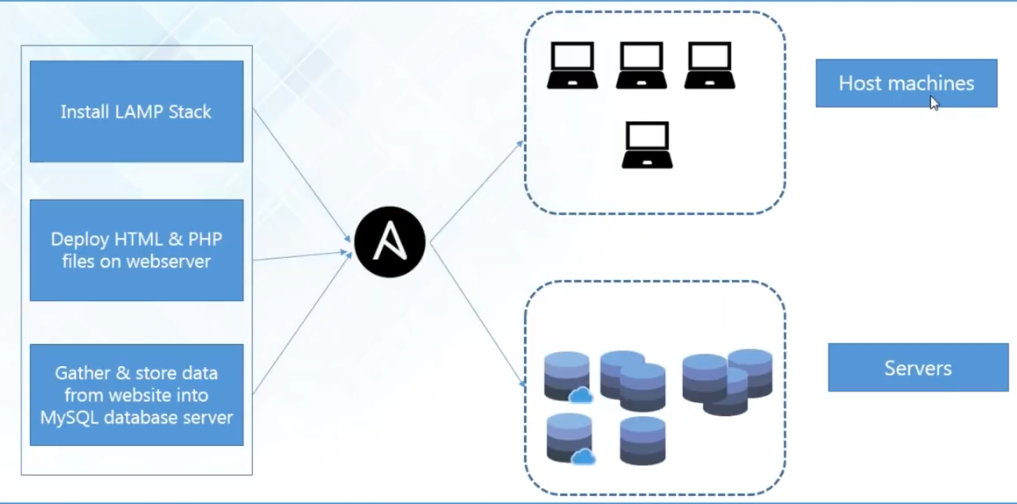 Install LAMP Stack
Deploy HTML & PHP
files on webserver
Gather & store data
from website into
MySQL database server
Host machines
Servers